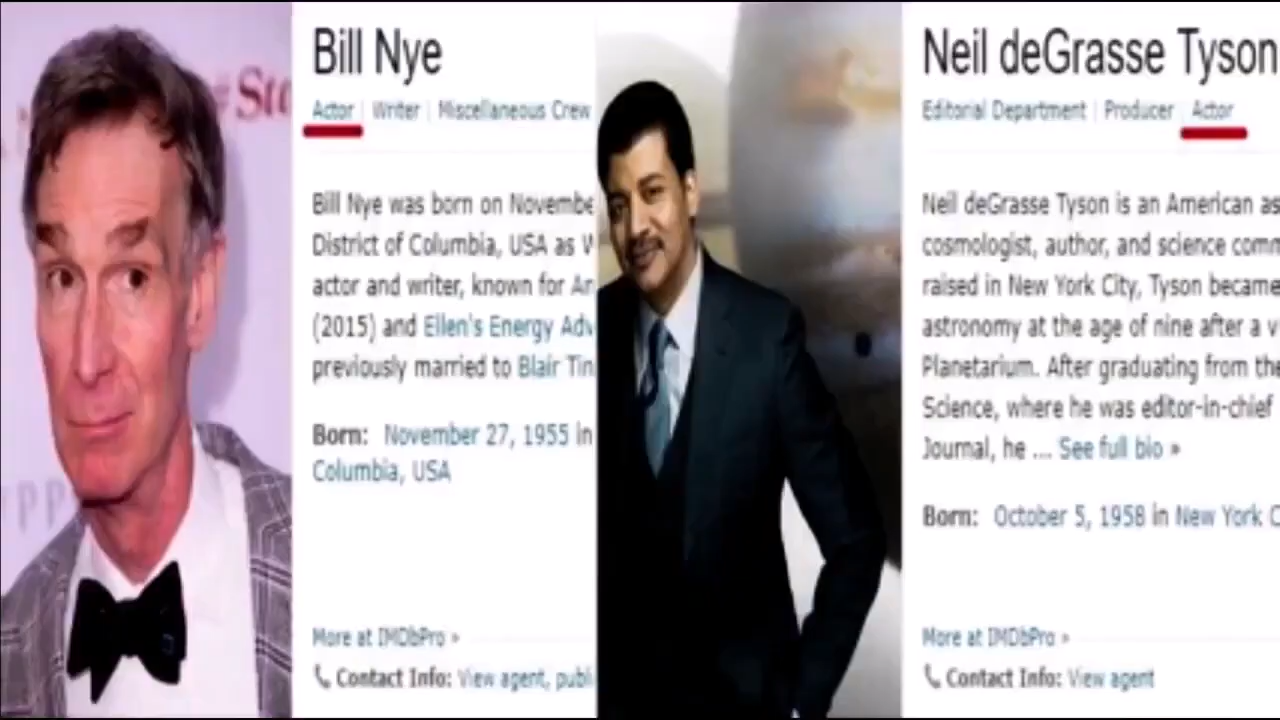 Bill Nye
Actor | Writer | Miscellaneous Crew
Bill Nye was born on Novembe
District of Columbia, USA as
actor and writer, known for
(2015) and Ellen's Energy Adv
previously married to Blair Tin
Born: November 27, 1955 in
Columbia, USA
More at IMDbPro »
Contact Info: View agent, publi
Neil deGrasse Tyson
Editorial Department | Producer | Actor
Neil deGrasse Tyson is an American as
cosmologist, author, and science comm
raised in New York City, Tyson became
astronomy at the age of nine after a v
Planetarium. After graduating from the
Science, where he was editor-in-chief
Journal, he ... See full bio »
Born: October 5, 1958 in New York C
More at IMDbPro »
Contact Info: View agent